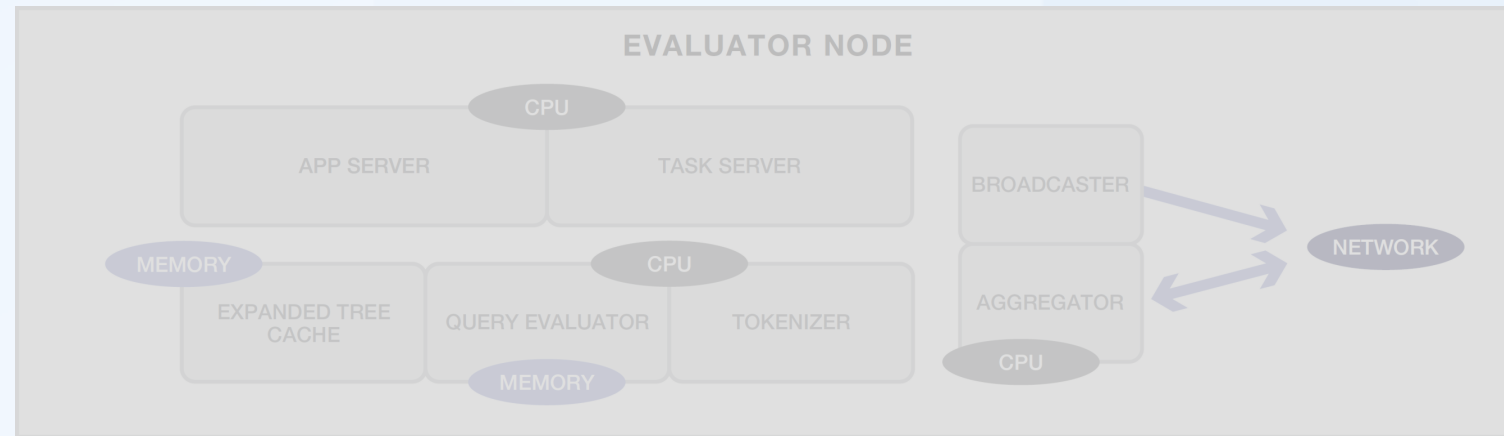 EVALUATOR NODE
CPU
APP SERVER
TASK SERVER
BROADCASTER
NETWORK
MEMORY
CPU
EXPANDED TREE
CACHE
QUERY EVALUATOR
TOKENIZER
AGGREGATOR
CPU
MEMORY